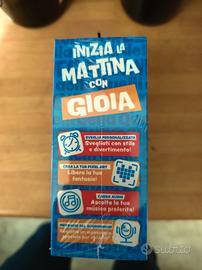 INIZIA LA
MATTINA
CON
GIOIA
SVEGLIA PERSONALIZZATA
Svegliati con stile
e divertimento!
CREA LA TUA PIXEL ART
Libera la tua
fantasia!
CASSA AUDIO
Ascolta la tua
musica preferita!
Subito